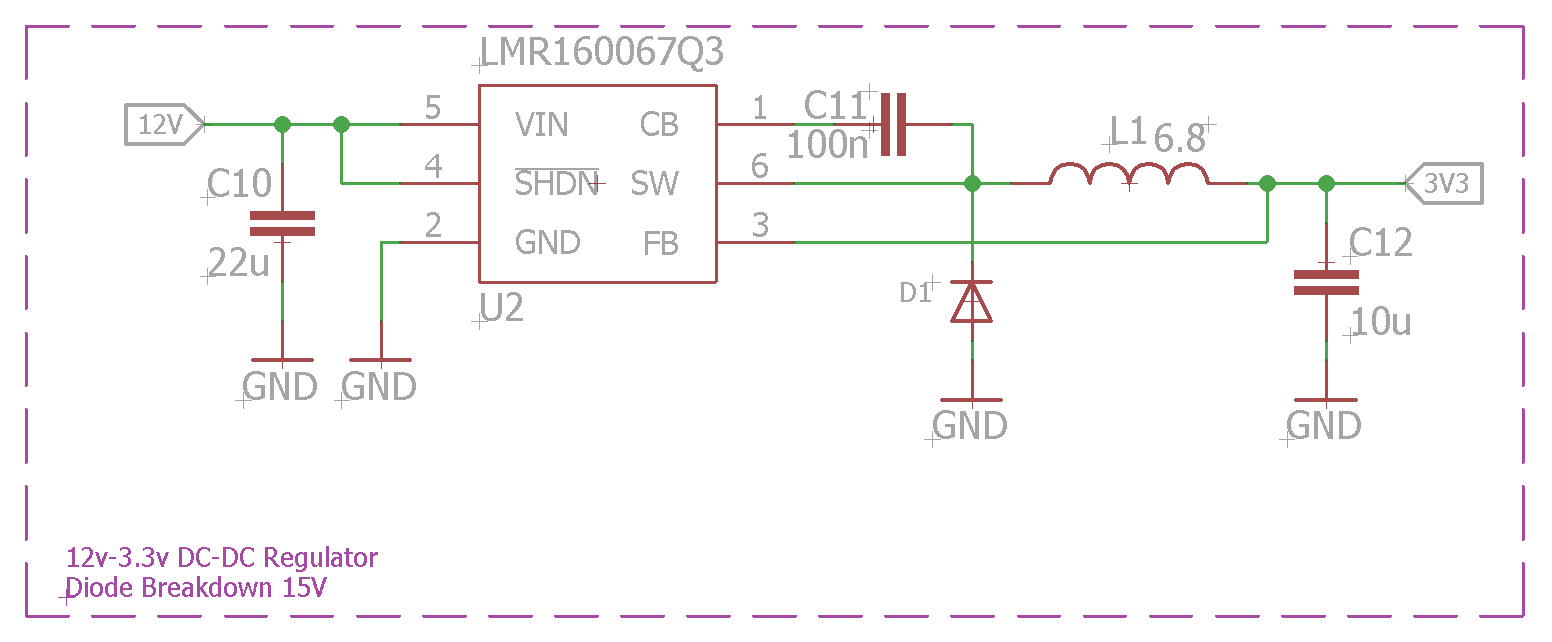 LMR160067Q3
12V
5
VIN
CB
1
C11
100n
L1
6.8
4
SHDN
SW
6
3V3
C10
22u
2
GND
FB
3
C12
10u
U2
D1
GND
GND
GND
GND
12v-3.3v DC-DC Regulator
Diode Breakdown 15V